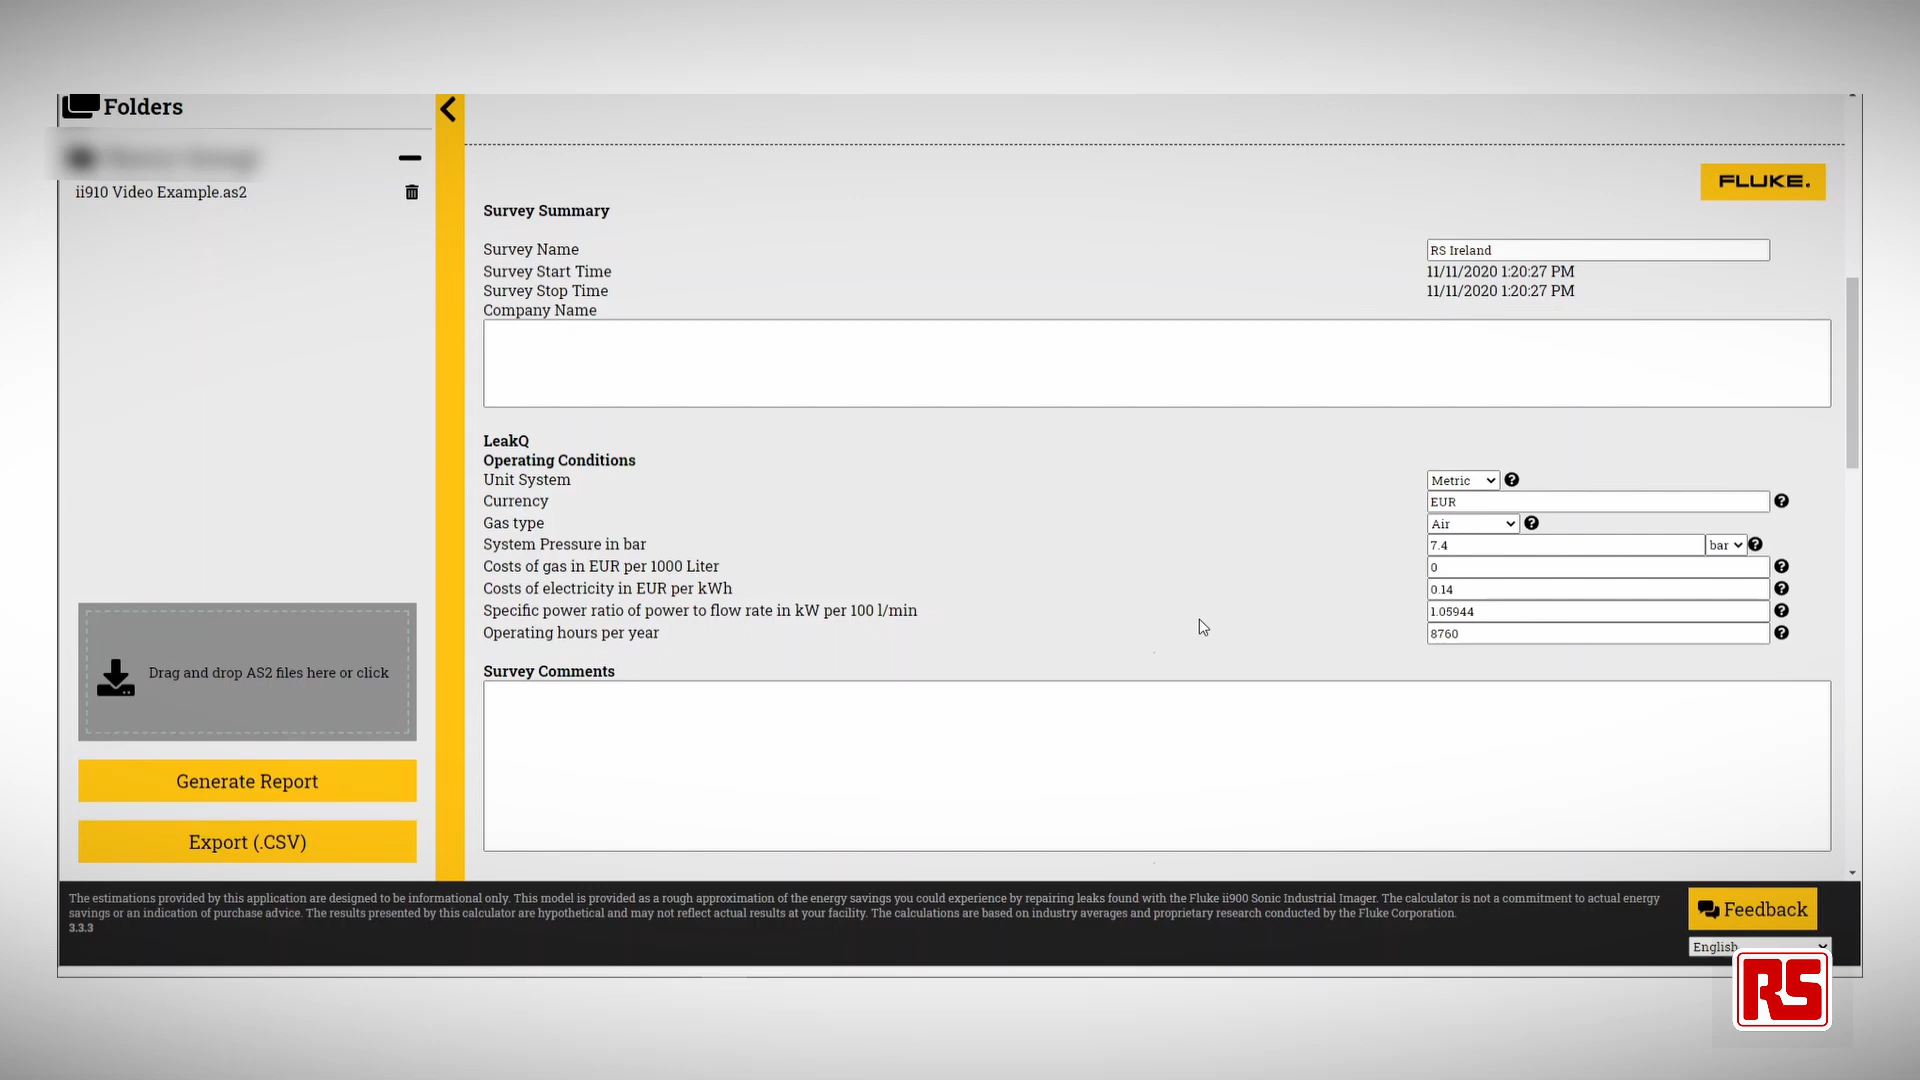 Folders
ii910 Video Example.as2
Drag and drop AS2 files here or click
Generate Report
Export (.CSV)
FLUKE.
Survey Summary
Survey Name RS Ireland
Survey Start Time 11/11/2020 1:20:27 PM
Survey Stop Time 11/11/2020 1:20:27 PM
Company Name
LeakQ
Operating Conditions
Unit System Metric
Currency EUR
Gas type Air
System Pressure in bar 7.4 bar
Costs of gas in EUR per 1000 Liter 0
Costs of electricity in EUR per kWh 0.14
Specific power ratio of power to flow rate in kW per 100 l/min 1.05944
Operating hours per year 8760
Survey Comments
The estimations provided by this application are designed to be informational only. This model is provided as a rough approximation of the energy savings you could experience by repairing leaks found with the Fluke ii900 Sonic Industrial Imager. The calculator is not a commitment to actual energy
savings or an indication of purchase advice. The results presented by this calculator are hypothetical and may not reflect actual results at your facility. The calculations are based on industry averages and proprietary research conducted by the Fluke Corporation.
3.3.3
Feedback
English
RS